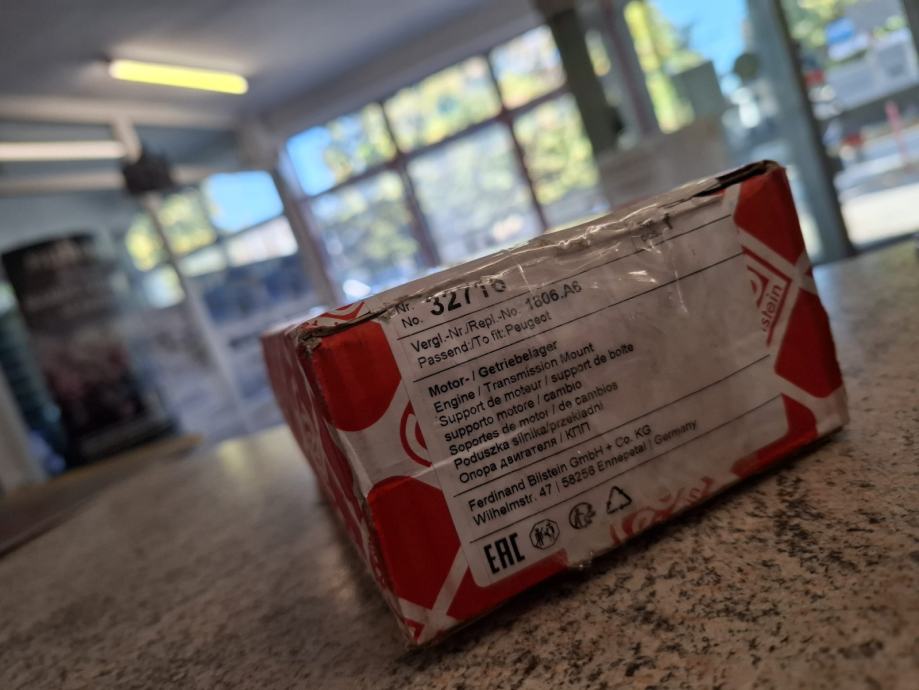 Nr.
No.
Vergl.-Nr./Repl.-No. 1806.A6
Passend:/To fit:Peugeot
Motor- / Getriebelager
Engine / Transmission Mount
Support de moteur / support de boîte
supporto motore / cambio
Soportes de motor / de cambios
Poduszka silnika/przekładni
Опора двигателя / КПП
Ferdinand Bilstein GmbH + Co. KG
Wilhelmstr. 47 | 58256 Ennepetal | Germany
EAC